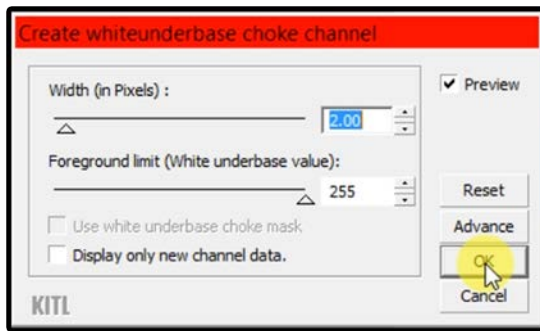 Create whiteunderbase choke channel
Width (in Pixels) :
2.00
Preview
Foreground limit (White underbase value):
255
Reset
Use white underbase choke mask
Advance
Display only new channel data.
OK
KITL
Cancel